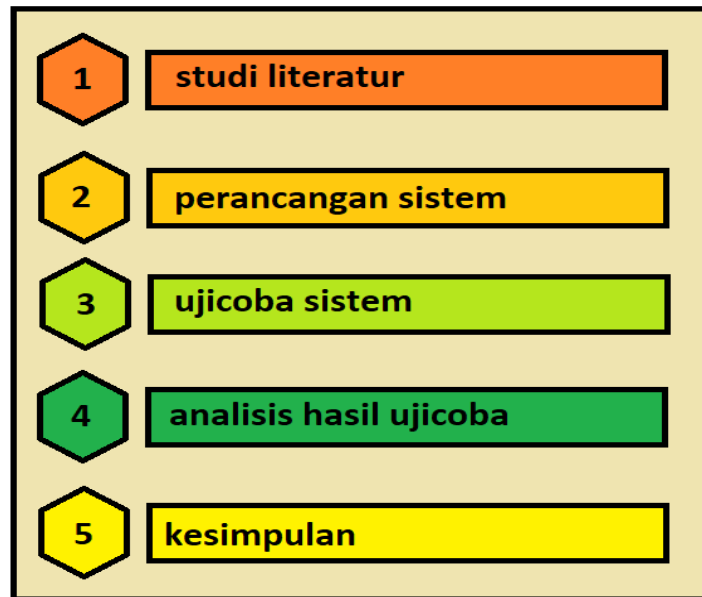 1 studi literatur
2 perancangan sistem
3 ujicoba sistem
4 analisis hasil ujicoba
5 kesimpulan